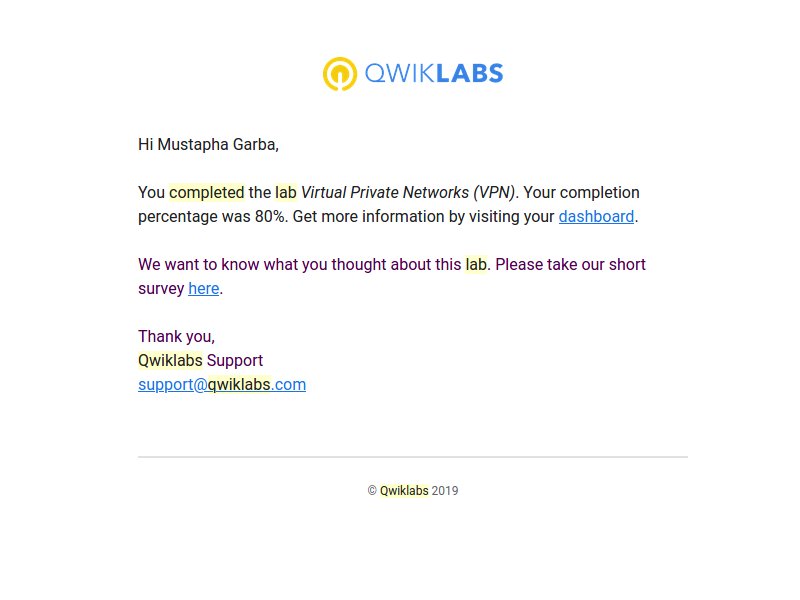 QWIKLABS
Hi Mustapha Garba,
You completed the lab Virtual Private Networks (VPN). Your completion
percentage was 80%. Get more information by visiting your dashboard.
We want to know what you thought about this lab. Please take our short
survey here.
Thank you,
Qwiklabs Support
support@qwiklabs.com
© Qwiklabs 2019